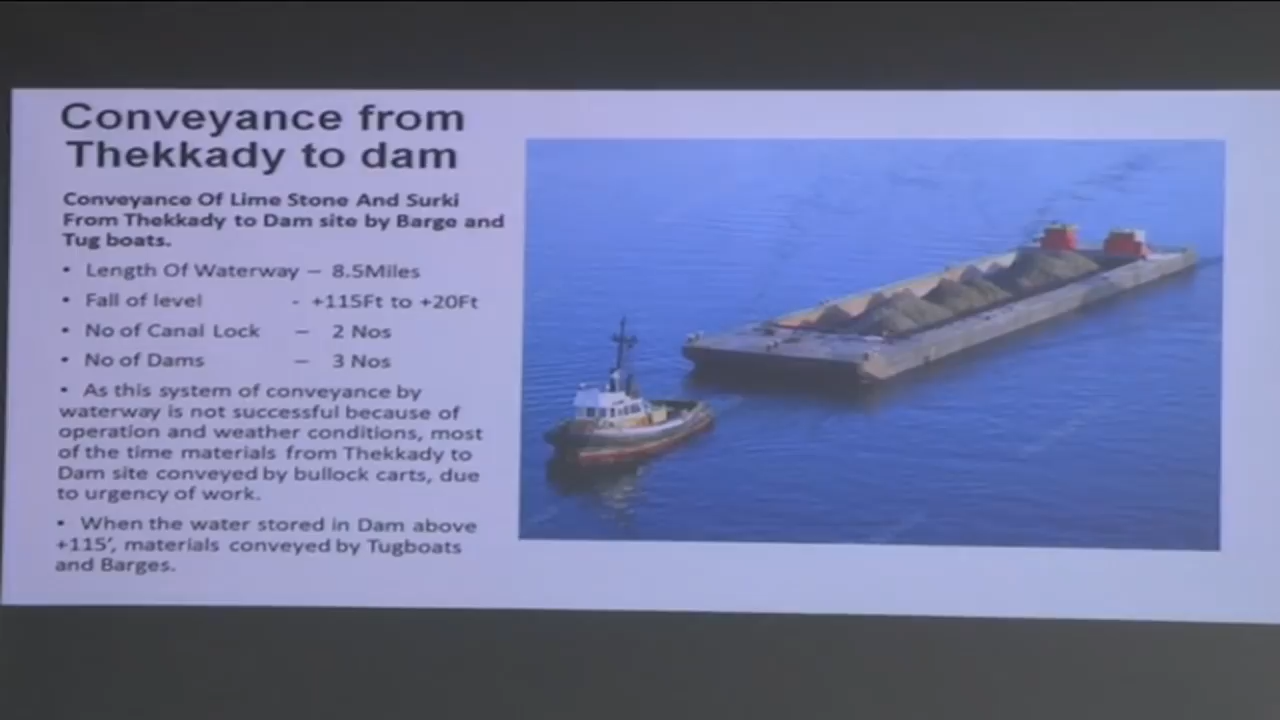 Conveyance from
Thekkady to dam
Conveyance Of Lime Stone And Surki
From Thekkady to Dam site by Barge and
Tug boats.
• Length Of Waterway – 8.5Miles
• Fall of level - +115Ft to +20Ft
• No of Canal Lock – 2 Nos
• No of Dams – 3 Nos
• As this system of conveyance by
waterway is not successful because of
operation and weather conditions, most
of the time materials from Thekkady to
Dam site conveyed by bullock carts, due
to urgency of work.
• When the water stored in Dam above
+115’, materials conveyed by Tugboats
and Barges.